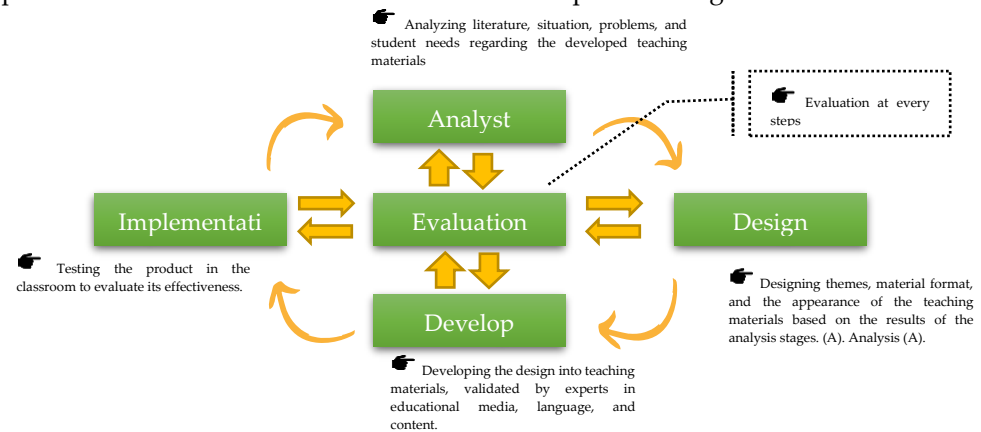 Analyzing literature, situation, problems, and
student needs regarding the developed teaching
materials
Analyst
Evaluation at every
steps
Implementati
Evaluation
Design
Testing the product in the
classroom to evaluate its effectiveness.
Designing themes, material format,
and the appearance of the teaching
materials based on the results of the
analysis stages. (A). Analysis (A).
Develop
Developing the design into teaching
materials, validated by experts in
educational media, language, and
content.